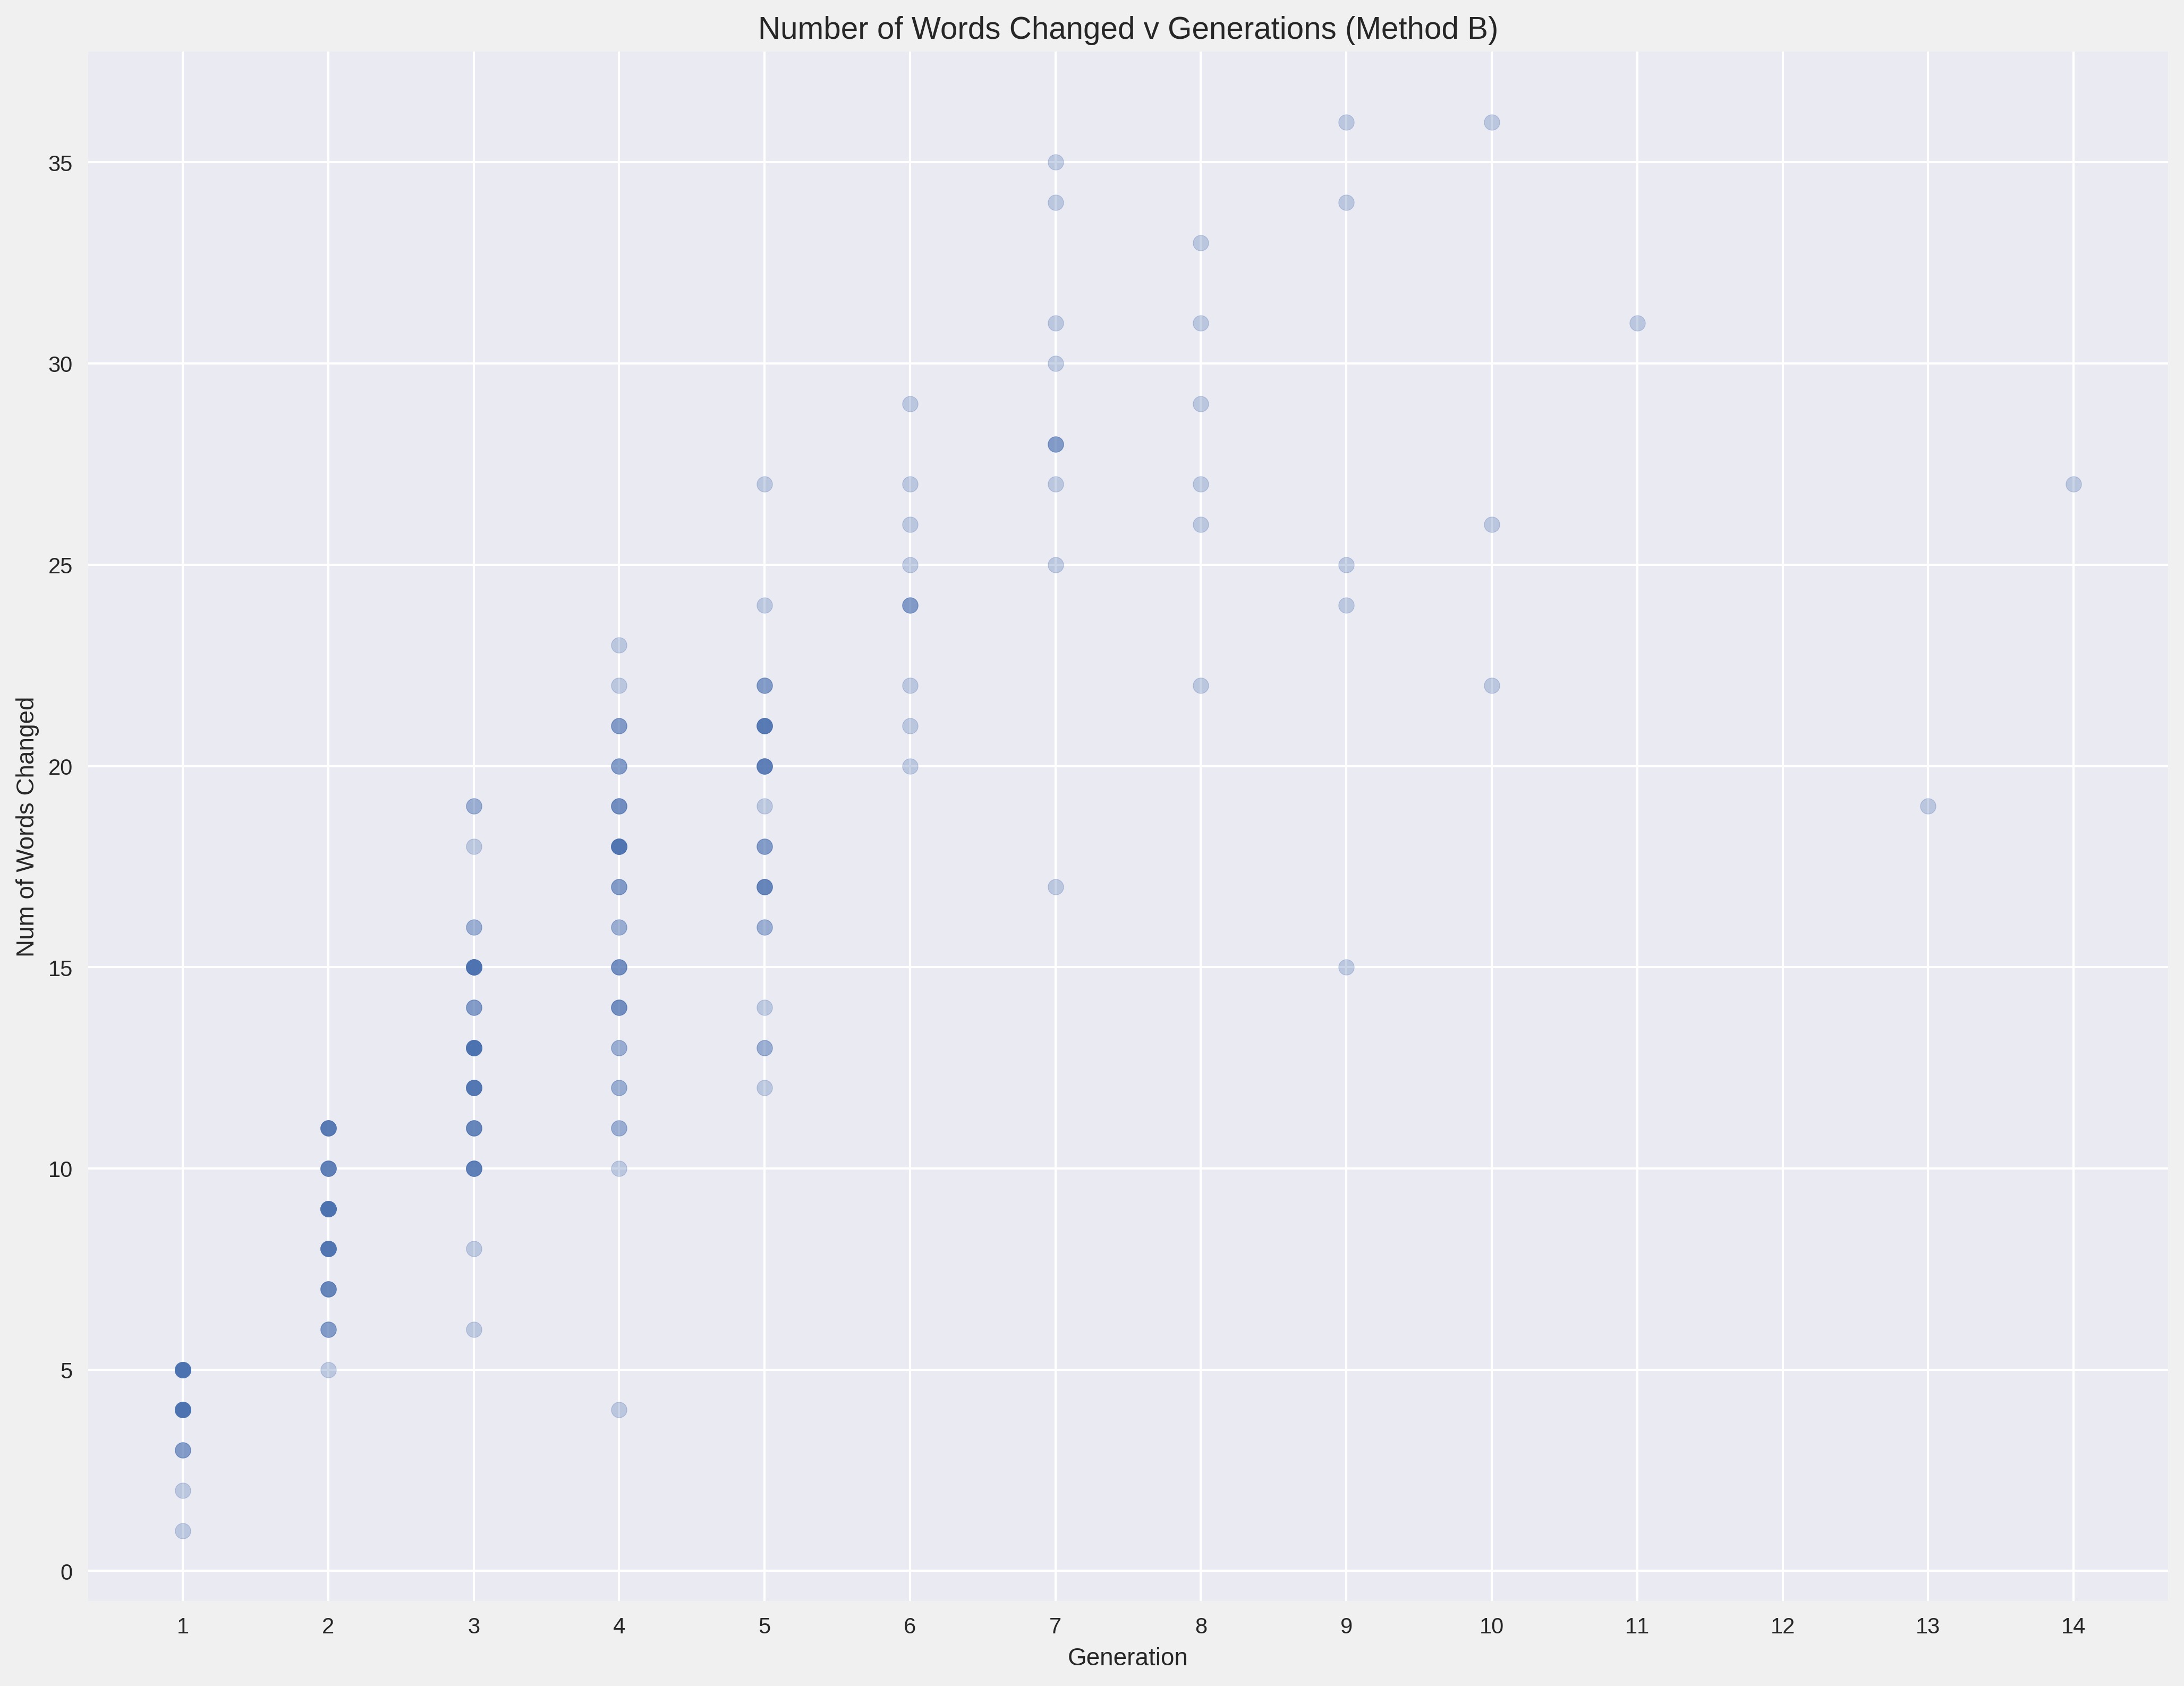 Number of Words Changed v Generations (Method B)
Num of Words Changed
35
30
25
20
15
10
5
0
1 2 3 4 5 6 7 8 9 10 11 12 13 14
Generation